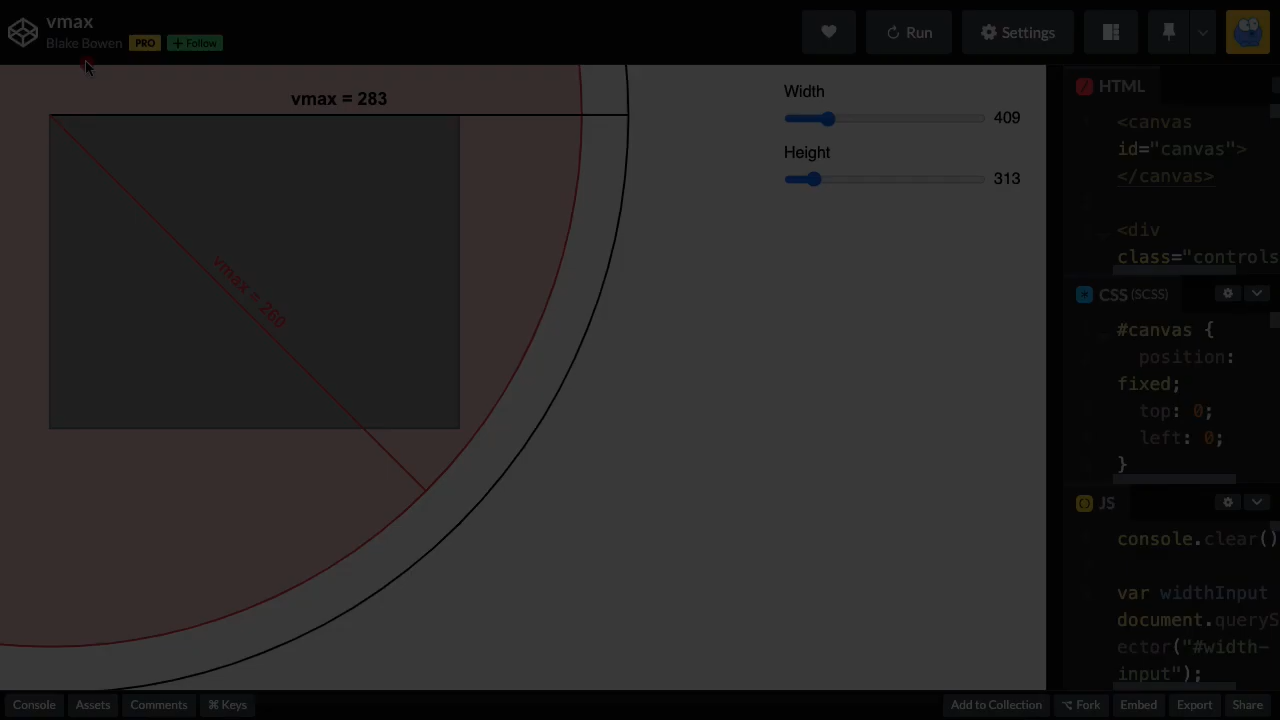 vmax
Blake Bowen PRO + Follow
Run
Settings
vmax = 283
vmax = 260
Width
409
Height
313
HTML
<canvas
id="canvas">
</canvas>
<div
class="controls
CSS (SCSS)
#canvas {
position:
fixed;
top: 0;
left: 0;
}
JS
console.clear()
var widthInput
document.queryS
ector("#width-
input");
Console Assets Comments ⌘ Keys Add to Collection ⌥ Fork Embed Export Share